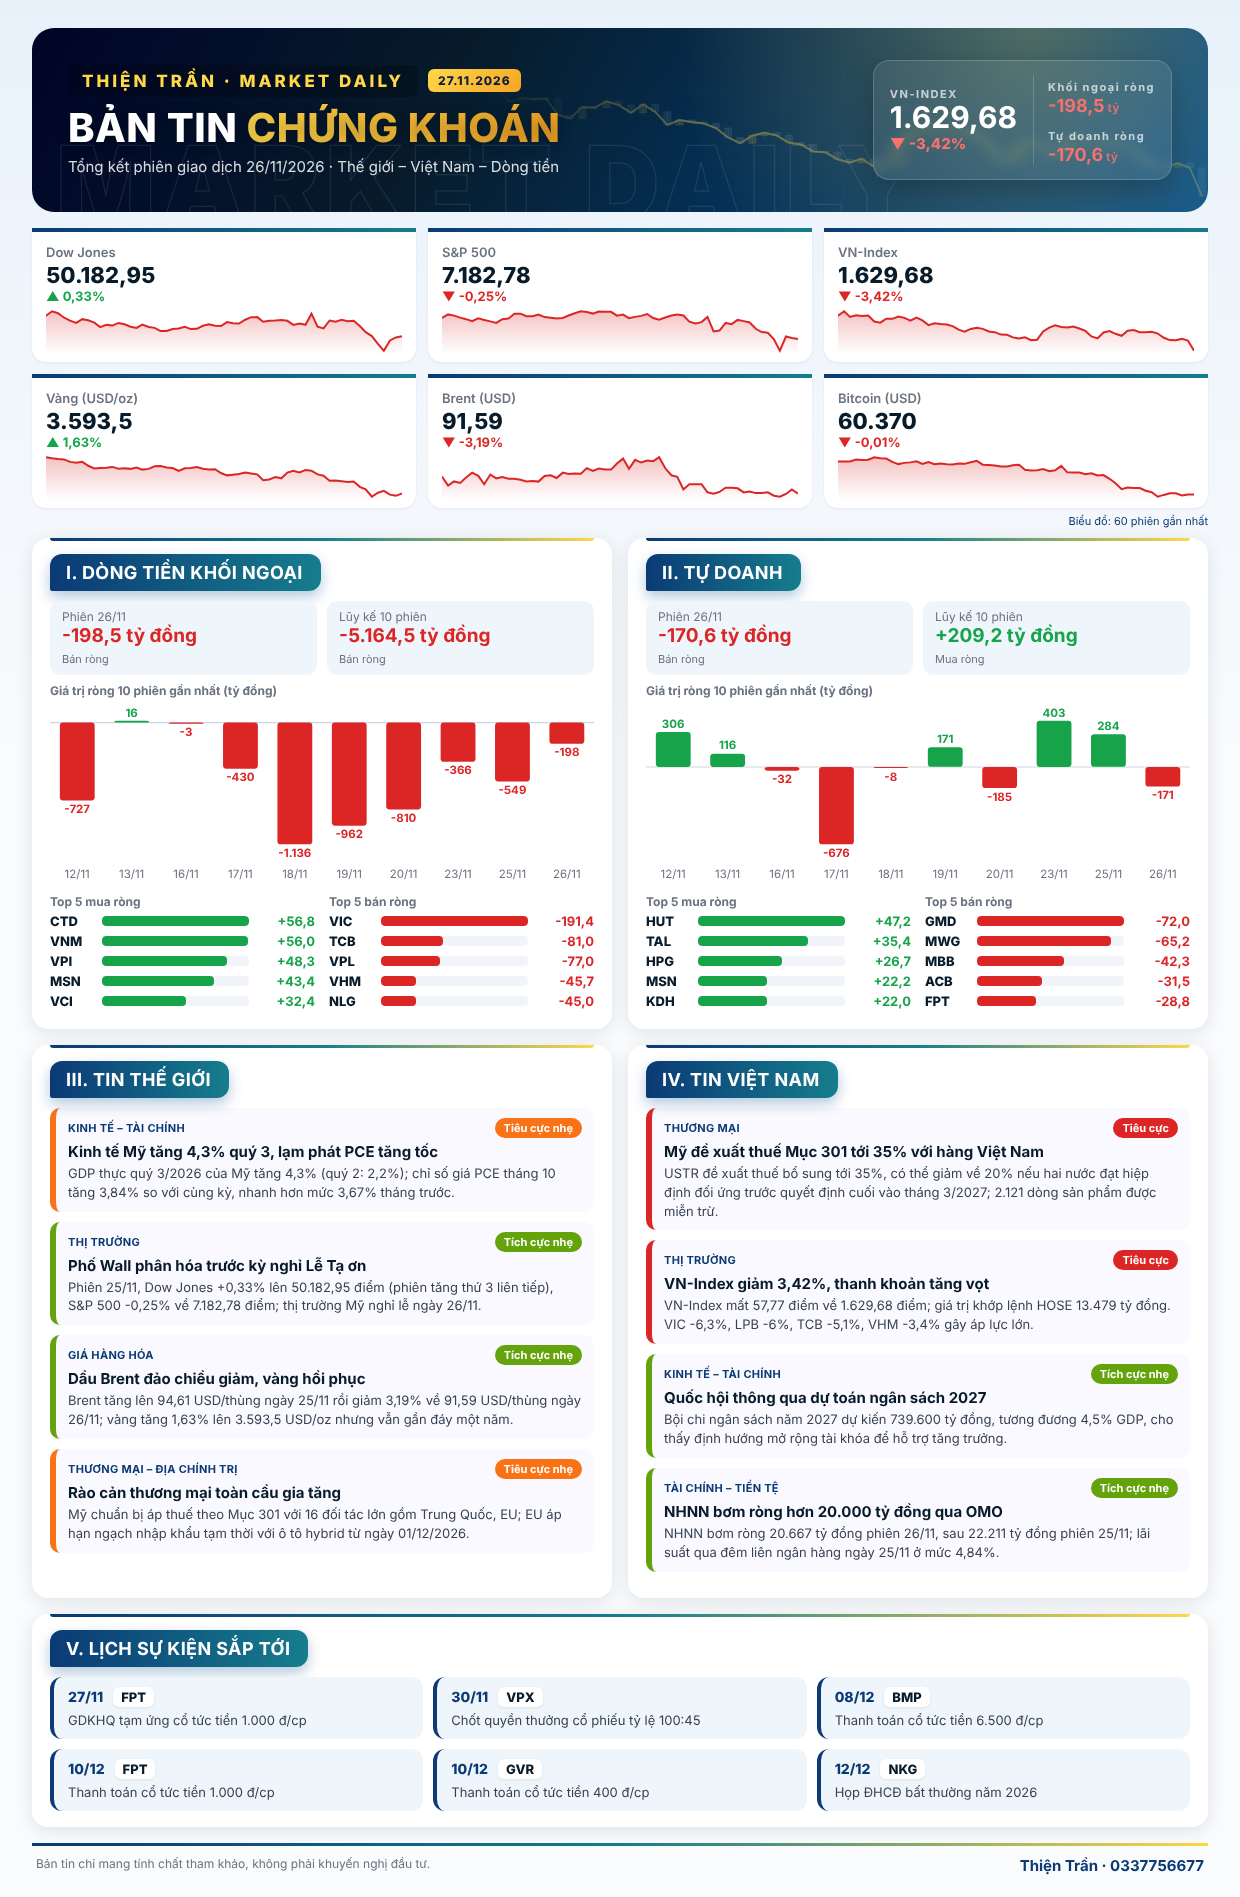 THIỆN TRẦN · MARKET DAILY
27.11.2026
BẢN TIN CHỨNG KHOÁN
Tổng kết phiên giao dịch 26/11/2026 · Thế giới – Việt Nam – Dòng tiền
MARKET DAILY
VN-INDEX
1.629,68
▼ -3,42%
Khối ngoại ròng
-198,5 tỷ
Tự doanh ròng
-170,6 tỷ
Dow Jones
50.182,95
▲ 0,33%
S&P 500
7.182,78
▼ -0,25%
VN-Index
1.629,68
▼ -3,42%
Vàng (USD/oz)
3.593,5
▲ 1,63%
Brent (USD)
91,59
▼ -3,19%
Bitcoin (USD)
60.370
▼ -0,01%
Biểu đồ: 60 phiên gần nhất
I. DÒNG TIỀN KHỐI NGOẠI
Phiên 26/11
-198,5 tỷ đồng
Bán ròng
Lũy kế 10 phiên
-5.164,5 tỷ đồng
Bán ròng
Giá trị ròng 10 phiên gần nhất (tỷ đồng)
-727
16
-3
-430
-1.136
-962
-810
-366
-549
-198
12/11 13/11 16/11 17/11 18/11 19/11 20/11 23/11 25/11 26/11
Top 5 mua ròng
CTD +56,8
VNM +56,0
VPI +48,3
MSN +43,4
VCI +32,4
Top 5 bán ròng
VIC -191,4
TCB -81,0
VPL -77,0
VHM -45,7
NLG -45,0
II. TỰ DOANH
Phiên 26/11
-170,6 tỷ đồng
Bán ròng
Lũy kế 10 phiên
+209,2 tỷ đồng
Mua ròng
Giá trị ròng 10 phiên gần nhất (tỷ đồng)
306
116
-32
-676
-8
171
-185
403
284
-171
12/11 13/11 16/11 17/11 18/11 19/11 20/11 23/11 25/11 26/11
Top 5 mua ròng
HUT +47,2
TAL +35,4
HPG +26,7
MSN +22,2
KDH +22,0
Top 5 bán ròng
GMD -72,0
MWG -65,2
MBB -42,3
ACB -31,5
FPT -28,8
III. TIN THẾ GIỚI
KINH TẾ – TÀI CHÍNH
Tiêu cực nhẹ
Kinh tế Mỹ tăng 4,3% quý 3, lạm phát PCE tăng tốc
GDP thực quý 3/2026 của Mỹ tăng 4,3% (quý 2: 2,2%); chỉ số giá PCE tháng 10
tăng 3,84% so với cùng kỳ, nhanh hơn mức 3,67% tháng trước.
THỊ TRƯỜNG
Tích cực nhẹ
Phố Wall phân hóa trước kỳ nghỉ Lễ Tạ ơn
Phiên 25/11, Dow Jones +0,33% lên 50.182,95 điểm (phiên tăng thứ 3 liên tiếp),
S&P 500 -0,25% về 7.182,78 điểm; thị trường Mỹ nghỉ lễ ngày 26/11.
GIÁ HÀNG HÓA
Tích cực nhẹ
Dầu Brent đảo chiều giảm, vàng hồi phục
Brent tăng lên 94,61 USD/thùng ngày 25/11 rồi giảm 3,19% về 91,59 USD/thùng ngày
26/11; vàng tăng 1,63% lên 3.593,5 USD/oz nhưng vẫn gần đáy một năm.
THƯƠNG MẠI – ĐỊA CHÍNH TRỊ
Tiêu cực nhẹ
Rào cản thương mại toàn cầu gia tăng
Mỹ chuẩn bị áp thuế theo Mục 301 với 16 đối tác lớn gồm Trung Quốc, EU; EU áp
hạn ngạch nhập khẩu tạm thời với ô tô hybrid từ ngày 01/12/2026.
IV. TIN VIỆT NAM
THƯƠNG MẠI
Tiêu cực
Mỹ đề xuất thuế Mục 301 tới 35% với hàng Việt Nam
USTR đề xuất thuế bổ sung tới 35%, có thể giảm về 20% nếu hai nước đạt hiệp
định đối ứng trước quyết định cuối vào tháng 3/2027; 2.121 dòng sản phẩm được
miễn trừ.
THỊ TRƯỜNG
Tiêu cực
VN-Index giảm 3,42%, thanh khoản tăng vọt
VN-Index mất 57,77 điểm về 1.629,68 điểm; giá trị khớp lệnh HOSE 13.479 tỷ đồng.
VIC -6,3%, LPB -6%, TCB -5,1%, VHM -3,4% gây áp lực lớn.
KINH TẾ – TÀI CHÍNH
Tích cực nhẹ
Quốc hội thông qua dự toán ngân sách 2027
Bội chi ngân sách năm 2027 dự kiến 739.600 tỷ đồng, tương đương 4,5% GDP, cho
thấy định hướng mở rộng tài khóa để hỗ trợ tăng trưởng.
TÀI CHÍNH – TIỀN TỆ
Tích cực nhẹ
NHNN bơm ròng hơn 20.000 tỷ đồng qua OMO
NHNN bơm ròng 20.667 tỷ đồng phiên 26/11, sau 22.211 tỷ đồng phiên 25/11; lãi
suất qua đêm liên ngân hàng ngày 25/11 ở mức 4,84%.
V. LỊCH SỰ KIỆN SẮP TỚI
27/11 FPT
GDKHQ tạm ứng cổ tức tiền 1.000 đ/cp
30/11 VPX
Chốt quyền thưởng cổ phiếu tỷ lệ 100:45
08/12 BMP
Thanh toán cổ tức tiền 6.500 đ/cp
10/12 FPT
Thanh toán cổ tức tiền 1.000 đ/cp
10/12 GVR
Thanh toán cổ tức tiền 400 đ/cp
12/12 NKG
Họp ĐHCĐ bất thường năm 2026
Bản tin chỉ mang tính chất tham khảo, không phải khuyến nghị đầu tư.
Thiện Trần · 0337756677